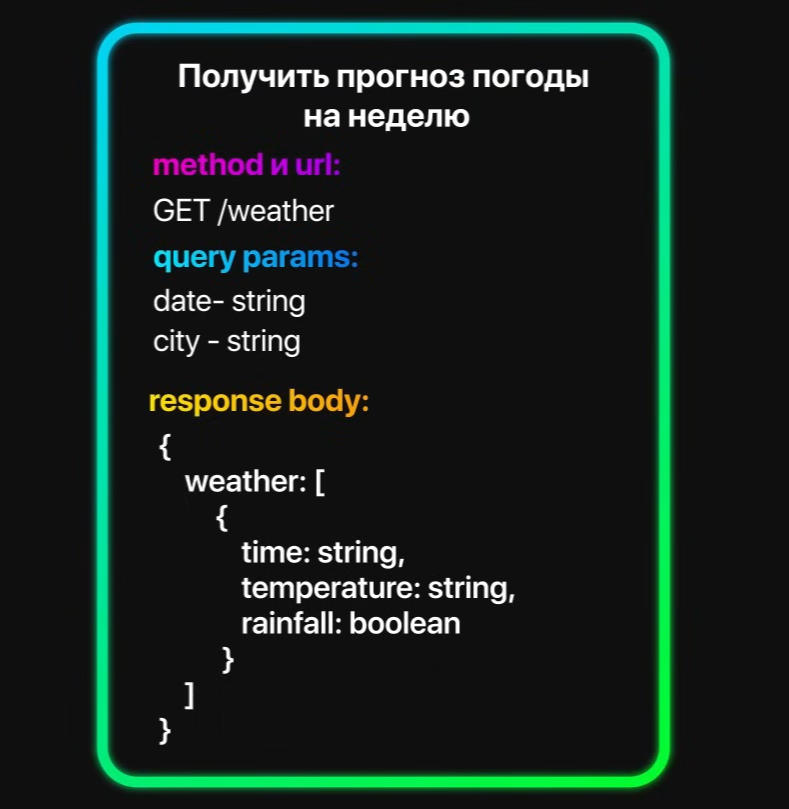 Получить прогноз погоды
на неделю
method и url:
GET /weather
query params:
date- string
city - string
response body:
{
weather: [
{
time: string,
temperature: string,
rainfall: boolean
}
]
}